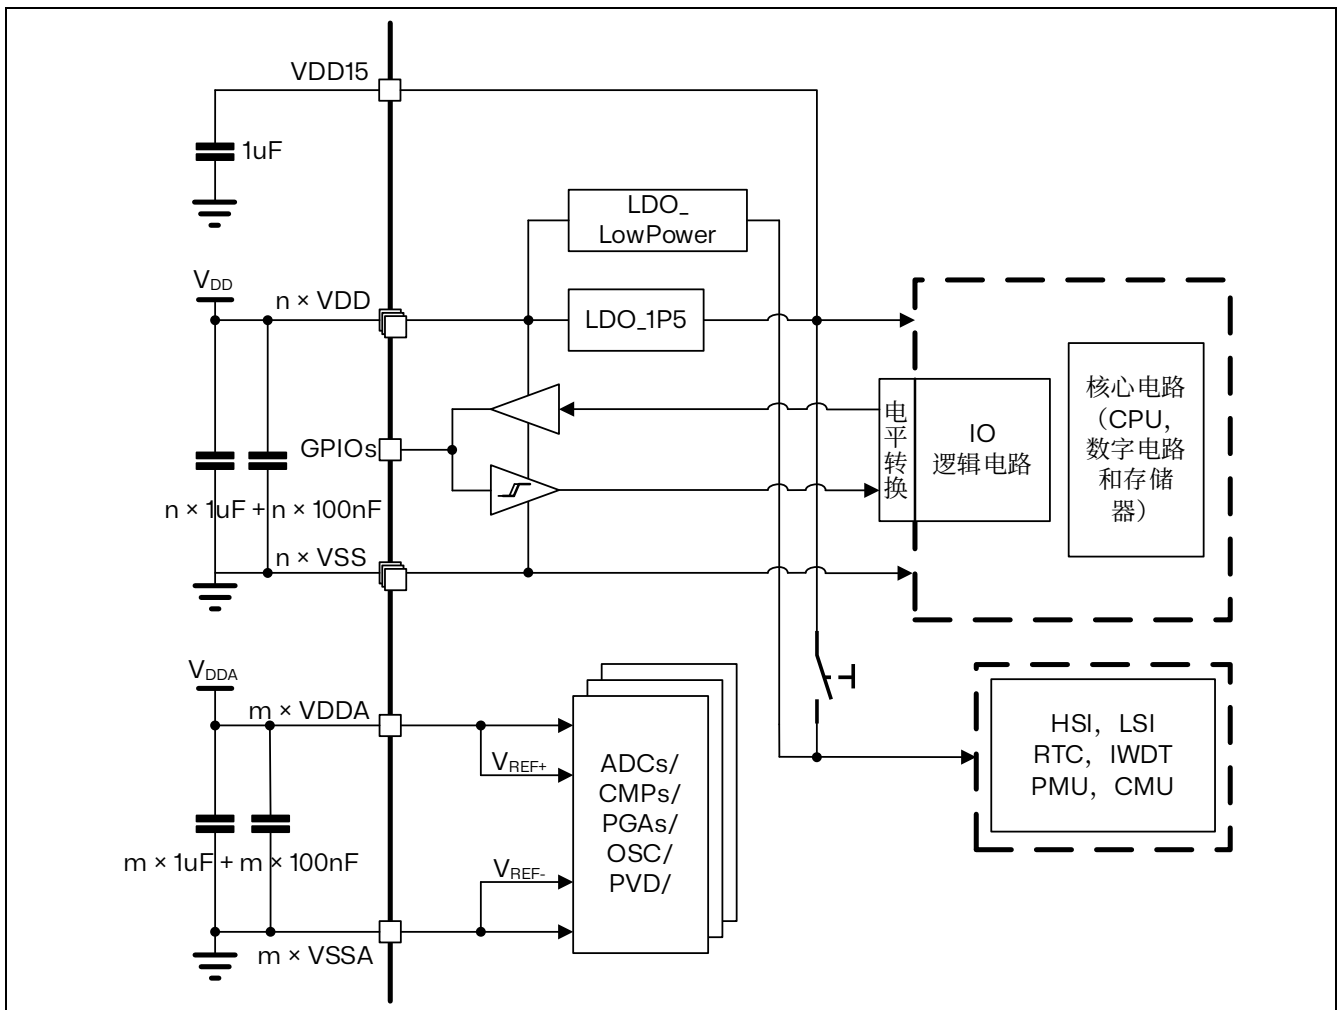 VDD15
1uF
LDO_
LowPower
VDD
n × VDD
LDO_1P5
GPIOs
电
平
转
换
IO
逻辑电路
核心电路
（CPU,
数字电路
和存储
器）
n × 1uF + n × 100nF
n × VSS
VDDA
m × VDDA
VREF+
ADCs/
CMPs/
PGAs/
OSC/
PVD/
HSI，LSI
RTC，IWDT
PMU，CMU
m × 1uF + m × 100nF
VREF-
m × VSSA